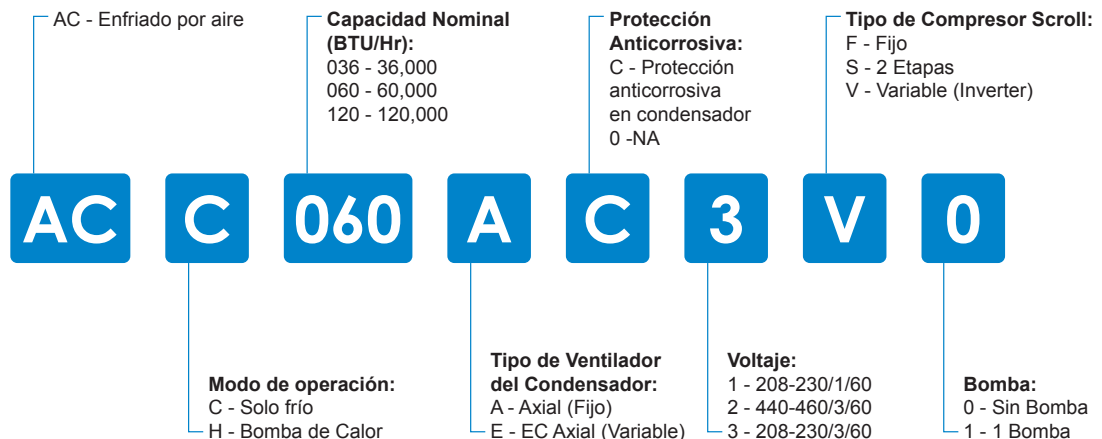 AC - Enfriado por aire
Capacidad Nominal
(BTU/Hr):
036 - 36,000
060 - 60,000
120 - 120,000
Protección
Anticorrosiva:
C - Protección
anticorrosiva
en condensador
0 -NA
Tipo de Compresor Scroll:
F - Fijo
S - 2 Etapas
V - Variable (Inverter)
AC C 060 A C 3 V 0
Modo de operación:
C - Solo frío
H - Bomba de Calor
Tipo de Ventilador
del Condensador:
A - Axial (Fijo)
E - EC Axial (Variable)
Voltaje:
1 - 208-230/1/60
2 - 440-460/3/60
3 - 208-230/3/60
Bomba:
0 - Sin Bomba
1 - 1 Bomba